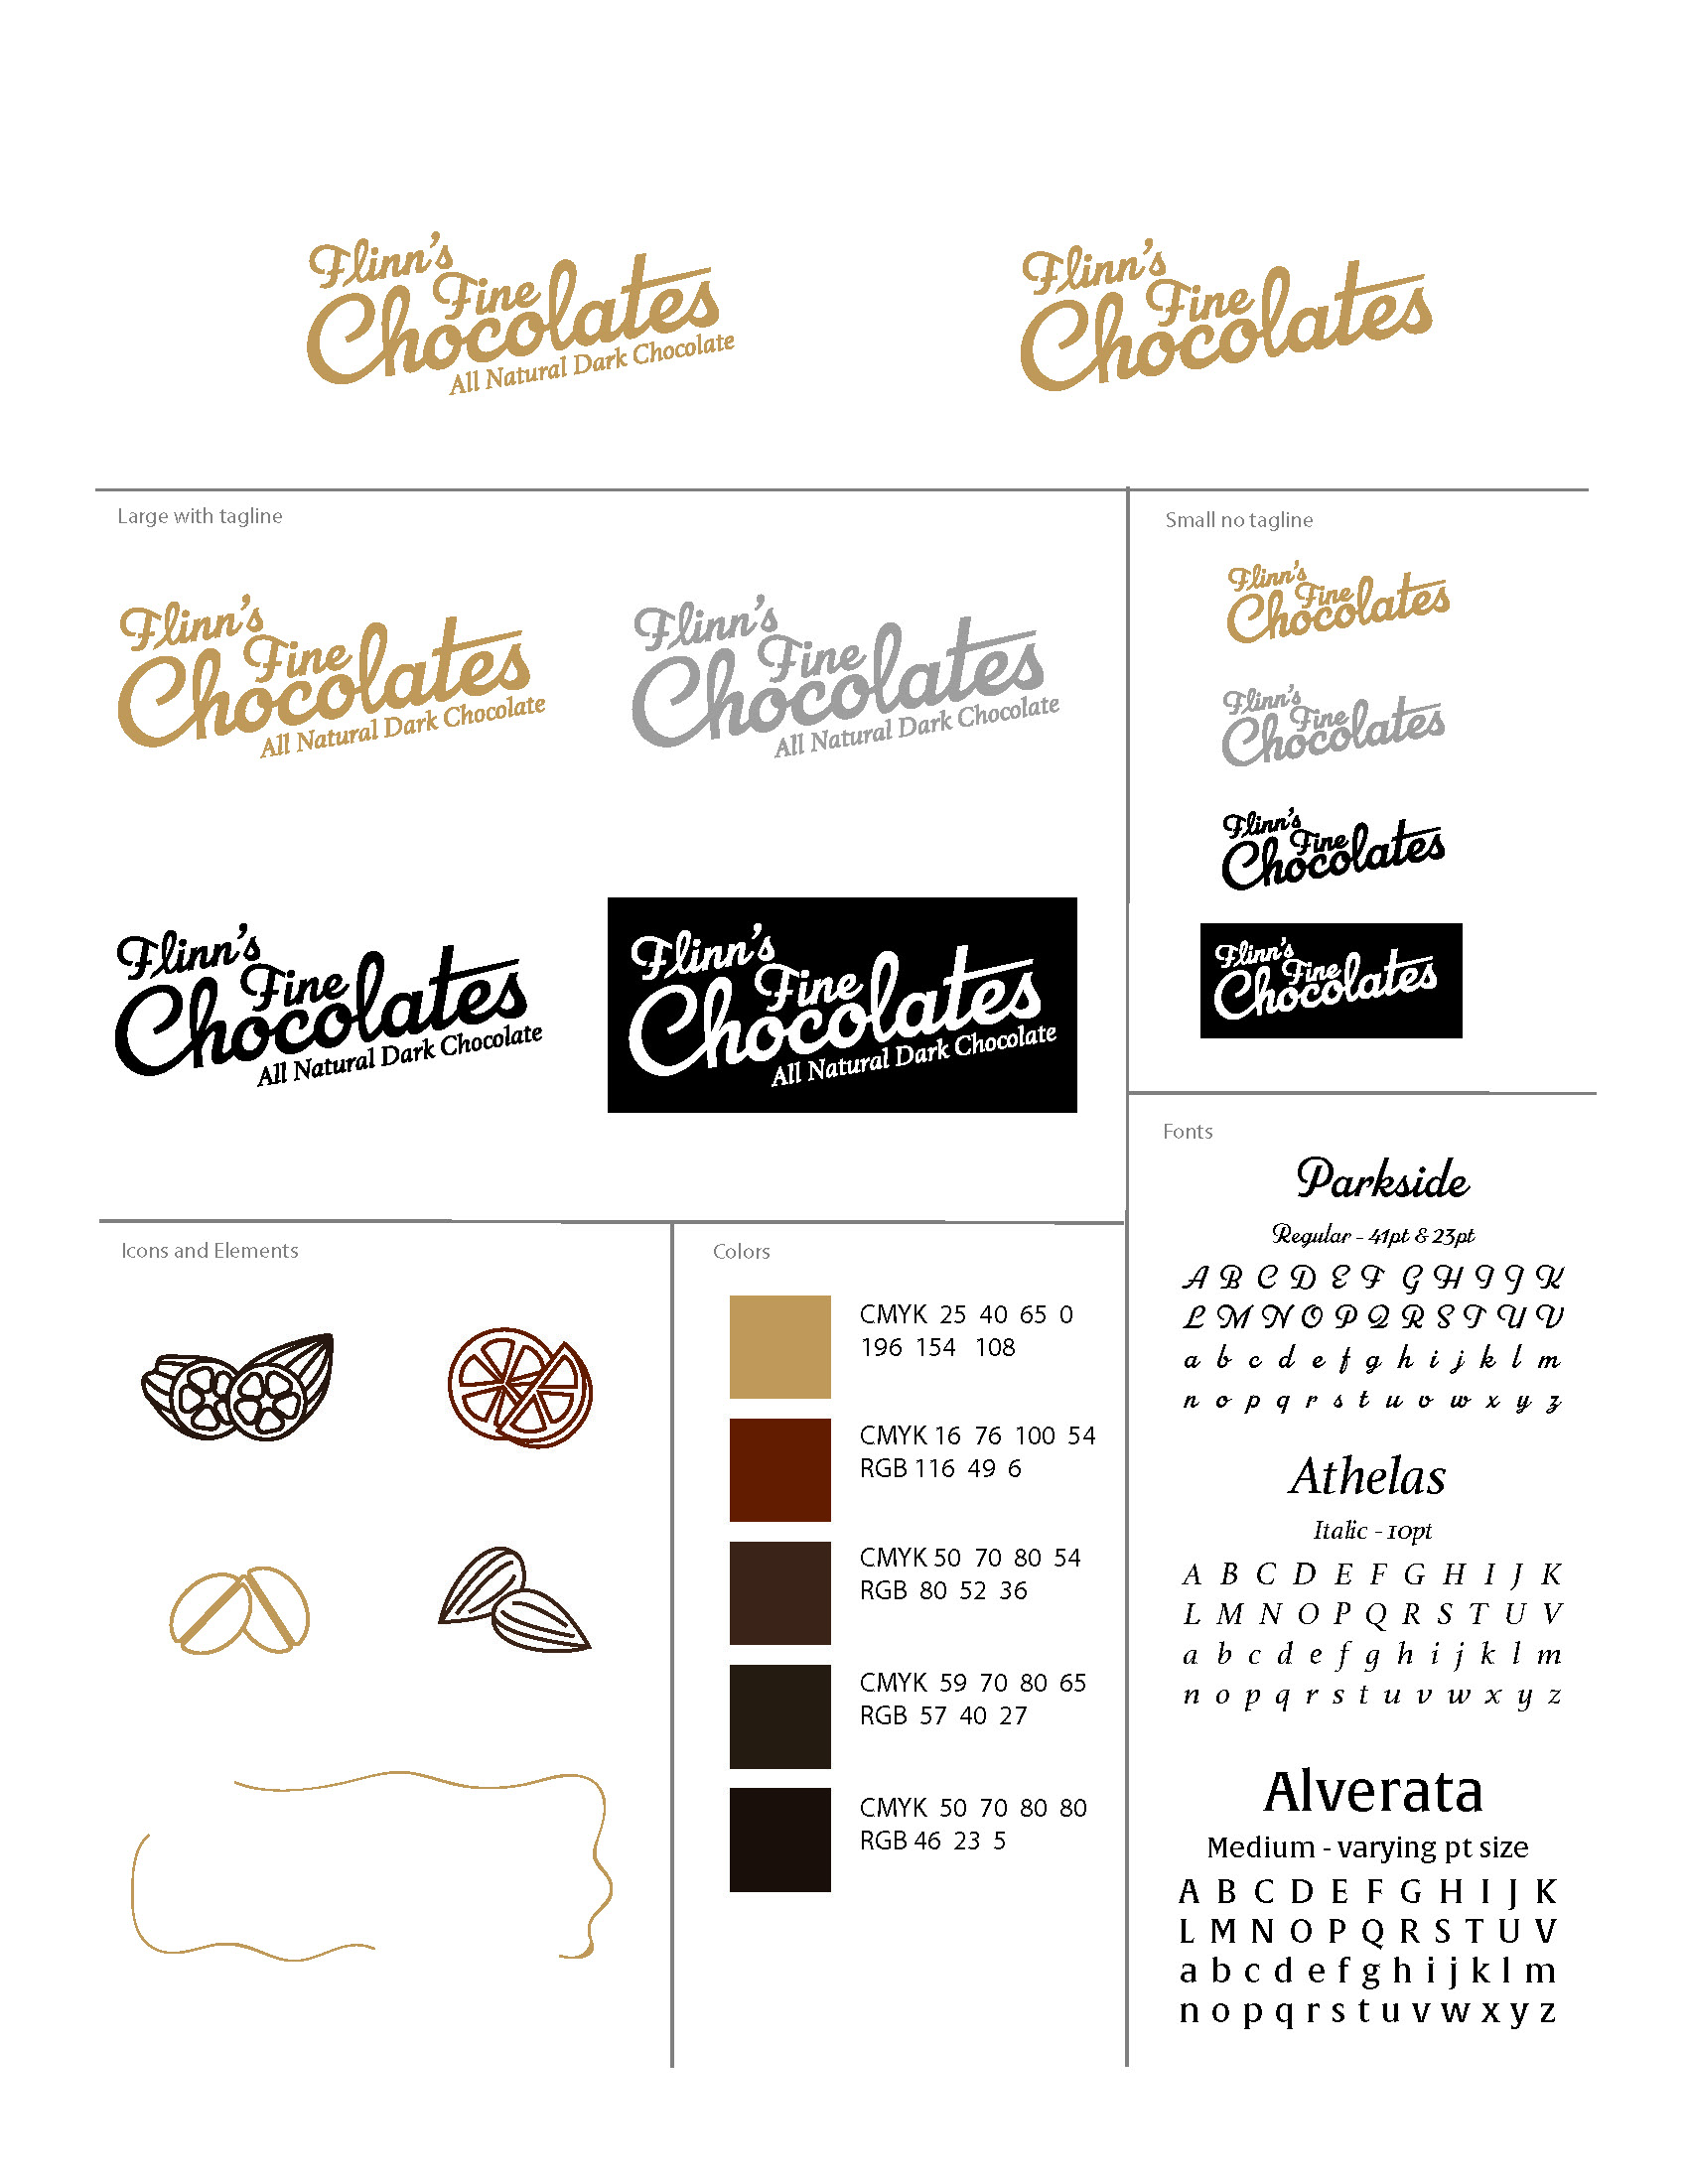 Flinn's
Fine
Chocolates
All Natural Dark Chocolate
Flinn's
Fine
Chocolates
Large with tagline
Flinn's
Fine
Chocolates
All Natural Dark Chocolate
Flinn's
Fine
Chocolates
All Natural Dark Chocolate
Flinn's
Fine
Chocolates
All Natural Dark Chocolate
Flinn's
Fine
Chocolates
All Natural Dark Chocolate
Small no tagline
Flinn's
Fine
Chocolates
Flinn's
Fine
Chocolates
Flinn's
Fine
Chocolates
Flinn's
Fine
Chocolates
Icons and Elements
Colors
CMYK 25 40 65 0
196 154 108
CMYK 16 76 100 54
RGB 116 49 6
CMYK 50 70 80 54
RGB 80 52 36
CMYK 59 70 80 65
RGB 57 40 27
CMYK 50 70 80 80
RGB 46 23 5
Fonts
Parkside
Regular - 41pt & 23pt
A B C D E F G H I J K
L M N O P Q R S T U V
a b c d e f g h i j k l m
n o p q r s t u v w x y z
Athelas
Italic - 10pt
A B C D E F G H I J K
L M N O P Q R S T U V
a b c d e f g h i j k l m
n o p q r s t u v w x y z
Alverata
Medium - varying pt size
A B C D E F G H I J K
L M N O P Q R S T U V
a b c d e f g h i j k l m
n o p q r s t u v w x y z